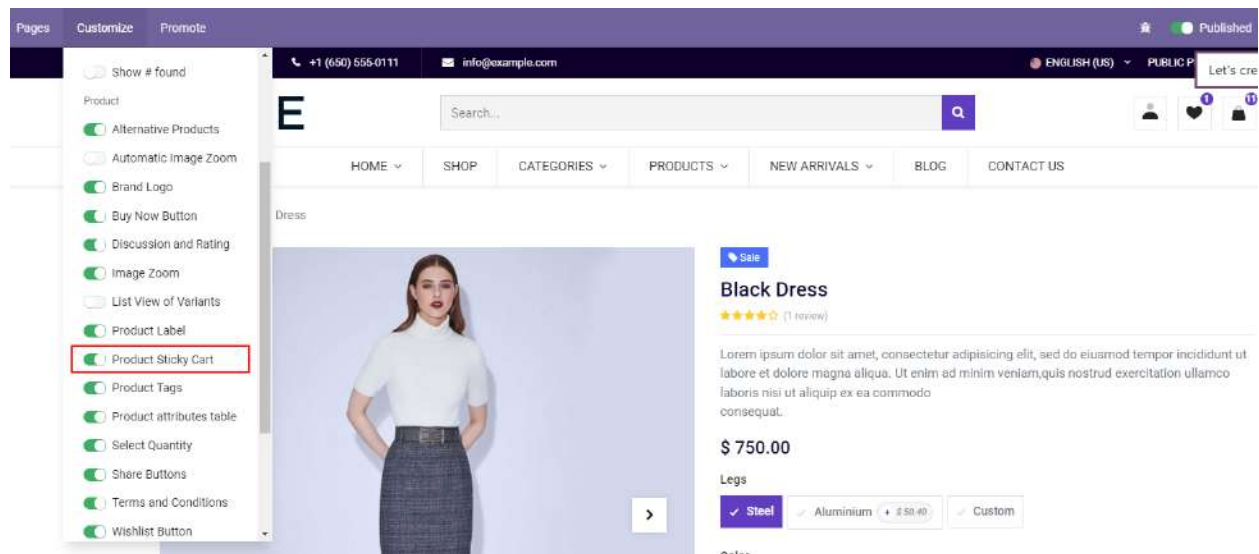 Pages Customize Promote Published
+1 (650) 555-0111 info@example.com ENGLISH (US) PUBLIC P
Let's cre
Show # found
Product
Alternative Products
Automatic Image Zoom
Brand Logo
Buy Now Button
Discussion and Rating
Image Zoom
List View of Variants
Product Label
Product Sticky Cart
Product Tags
Product attributes table
Select Quantity
Share Buttons
Terms and Conditions
Wishlist Button
E
Search...
1 11
HOME SHOP CATEGORIES PRODUCTS NEW ARRIVALS BLOG CONTACT US
Dress
Sale
Black Dress
(1 review)
Lorem ipsum dolor sit amet, consectetur adipisicing elit, sed do eiusmod tempor incididunt ut
labore et dolore magna aliqua. Ut enim ad minim veniam,quis nostrud exercitation ullamco
laboris nisi ut aliquip ex ea commodo
consequat.
$ 750.00
Legs
Steel Aluminium + $ 50.40 Custom